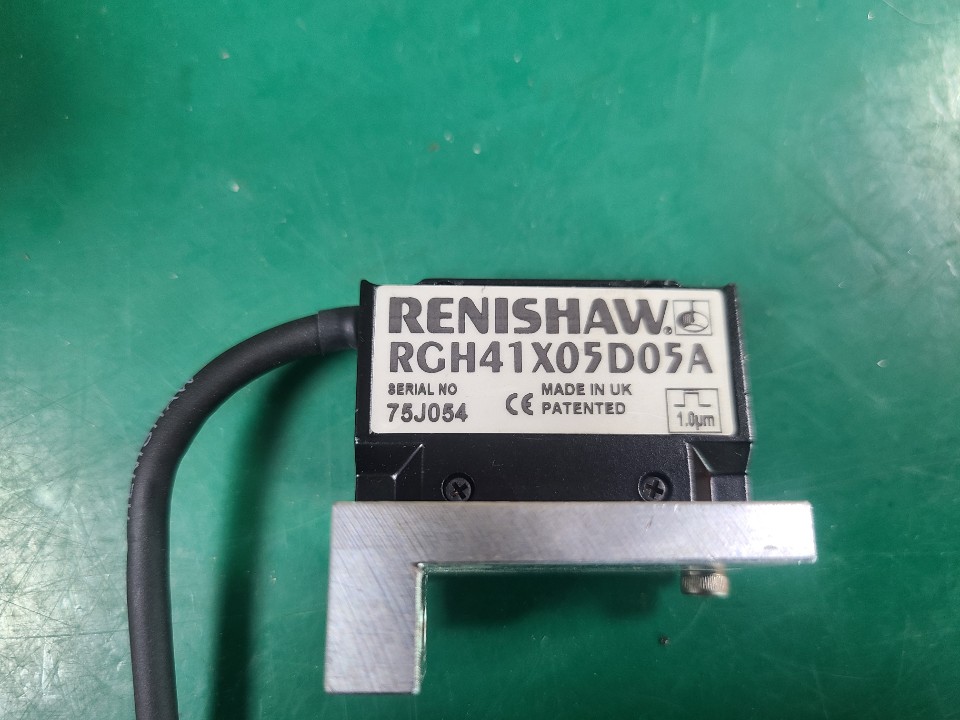 RENISHAW.
RGH41X05D05A
SERIAL NO
75J054
CE
MADE IN UK
PATENTED
1.0µm